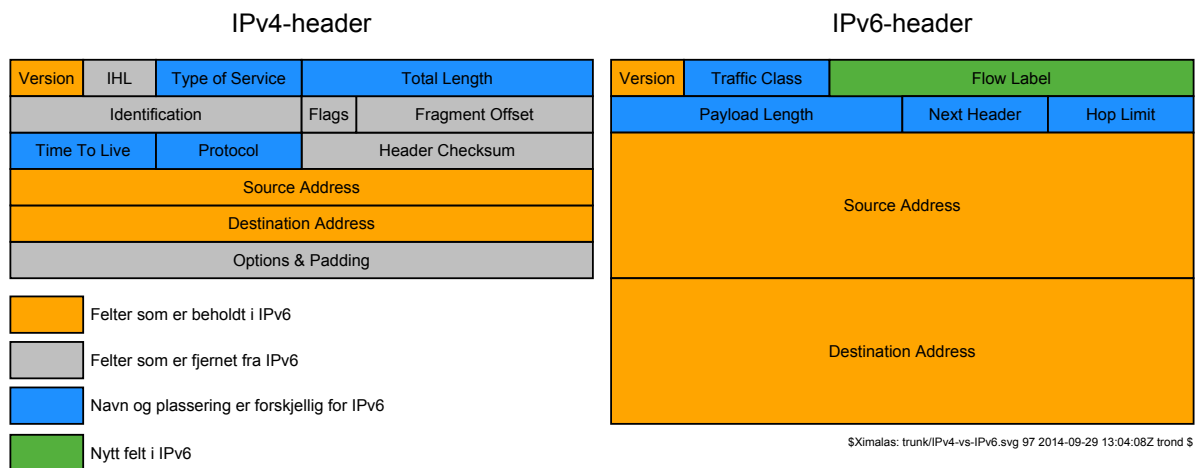 IPv4-header
Version IHL Type of Service Total Length
Identification Flags Fragment Offset
Time To Live Protocol Header Checksum
Source Address
Destination Address
Options & Padding
Felter som er beholdt i IPv6
Felter som er fjernet fra IPv6
Navn og plassering er forskjellig for IPv6
Nytt felt i IPv6
IPv6-header
Version Traffic Class Flow Label
Payload Length Next Header Hop Limit
Source Address
Destination Address
$Ximalas: trunk/IPv4-vs-IPv6.svg 97 2014-09-29 13:04:08Z trond $